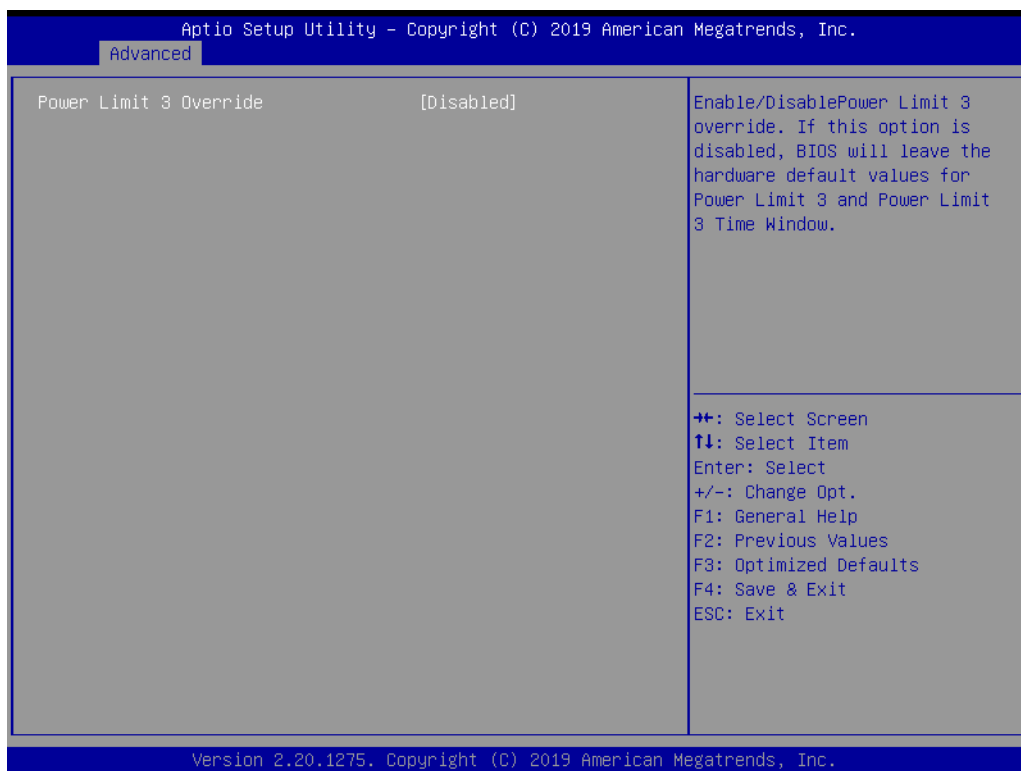 Aptio Setup Utility – Copyright (C) 2019 American Megatrends, Inc.
Advanced
Power Limit 3 Override [Disabled]
Enable/DisablePower Limit 3
override. If this option is
disabled, BIOS will leave the
hardware default values for
Power Limit 3 and Power Limit
3 Time Window.
→←: Select Screen
↑↓: Select Item
Enter: Select
+/-: Change Opt.
F1: General Help
F2: Previous Values
F3: Optimized Defaults
F4: Save & Exit
ESC: Exit
Version 2.20.1275. Copyright (C) 2019 American Megatrends, Inc.